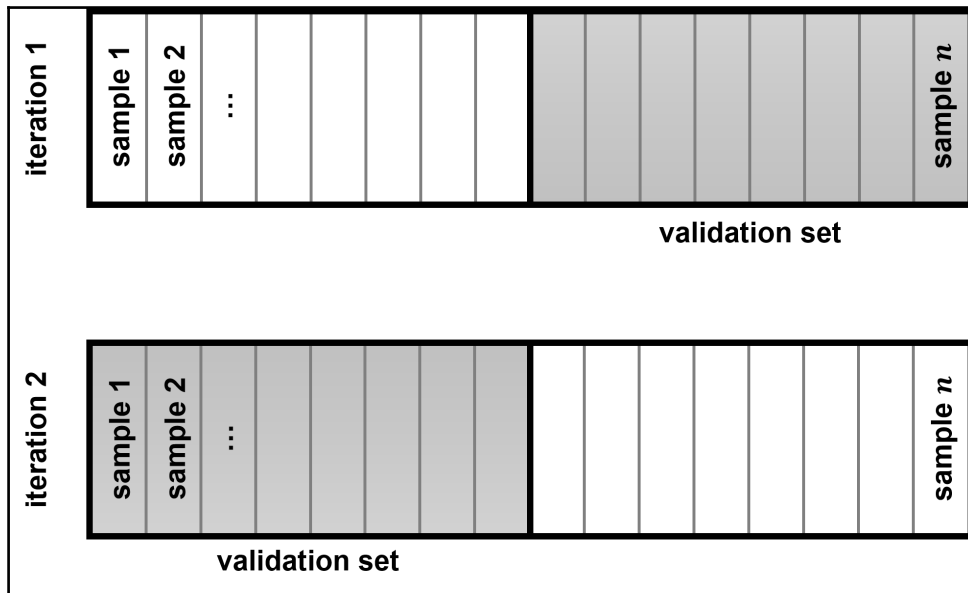 iteration 1
sample 1
sample 2
...
sample n
validation set
iteration 2
sample 1
sample 2
...
sample n
validation set